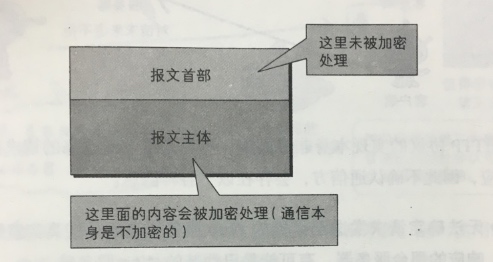 这里未被加密
处理
报文首部
报文主体
这里面的内容会被加密处理(通信本
身是不加密的)